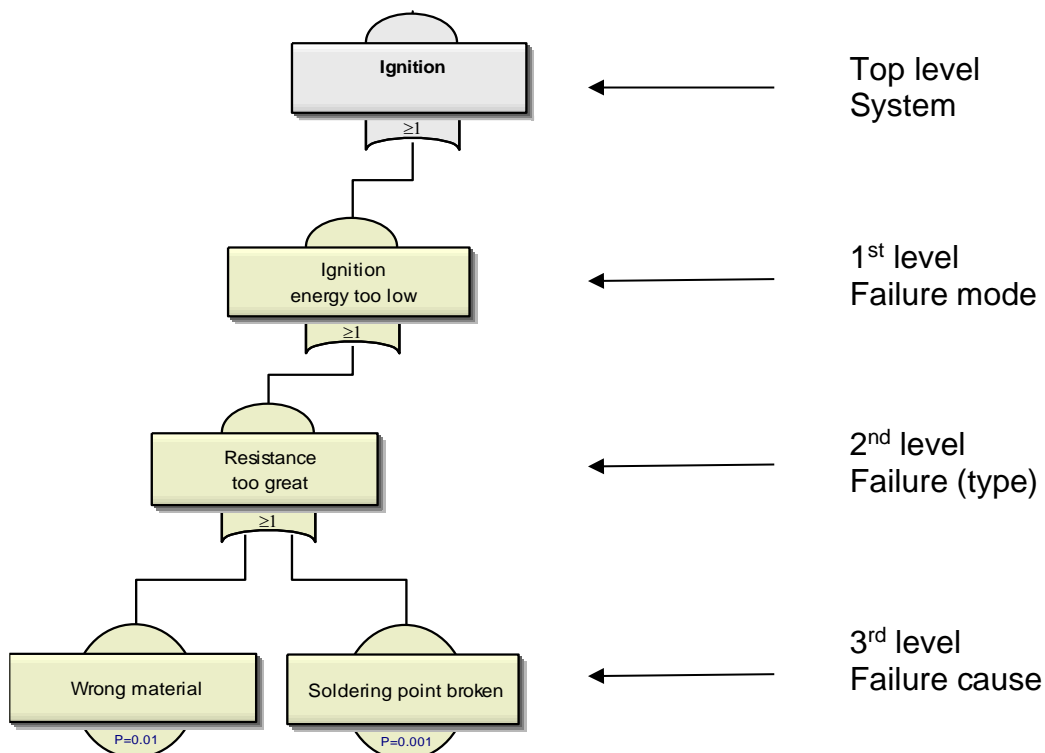 Ignition
≥1
Top level
System
Ignition
energy too low
≥1
1st level
Failure mode
Resistance
too great
≥1
2nd level
Failure (type)
Wrong material
P=0.01
Soldering point broken
P=0.001
3rd level
Failure cause